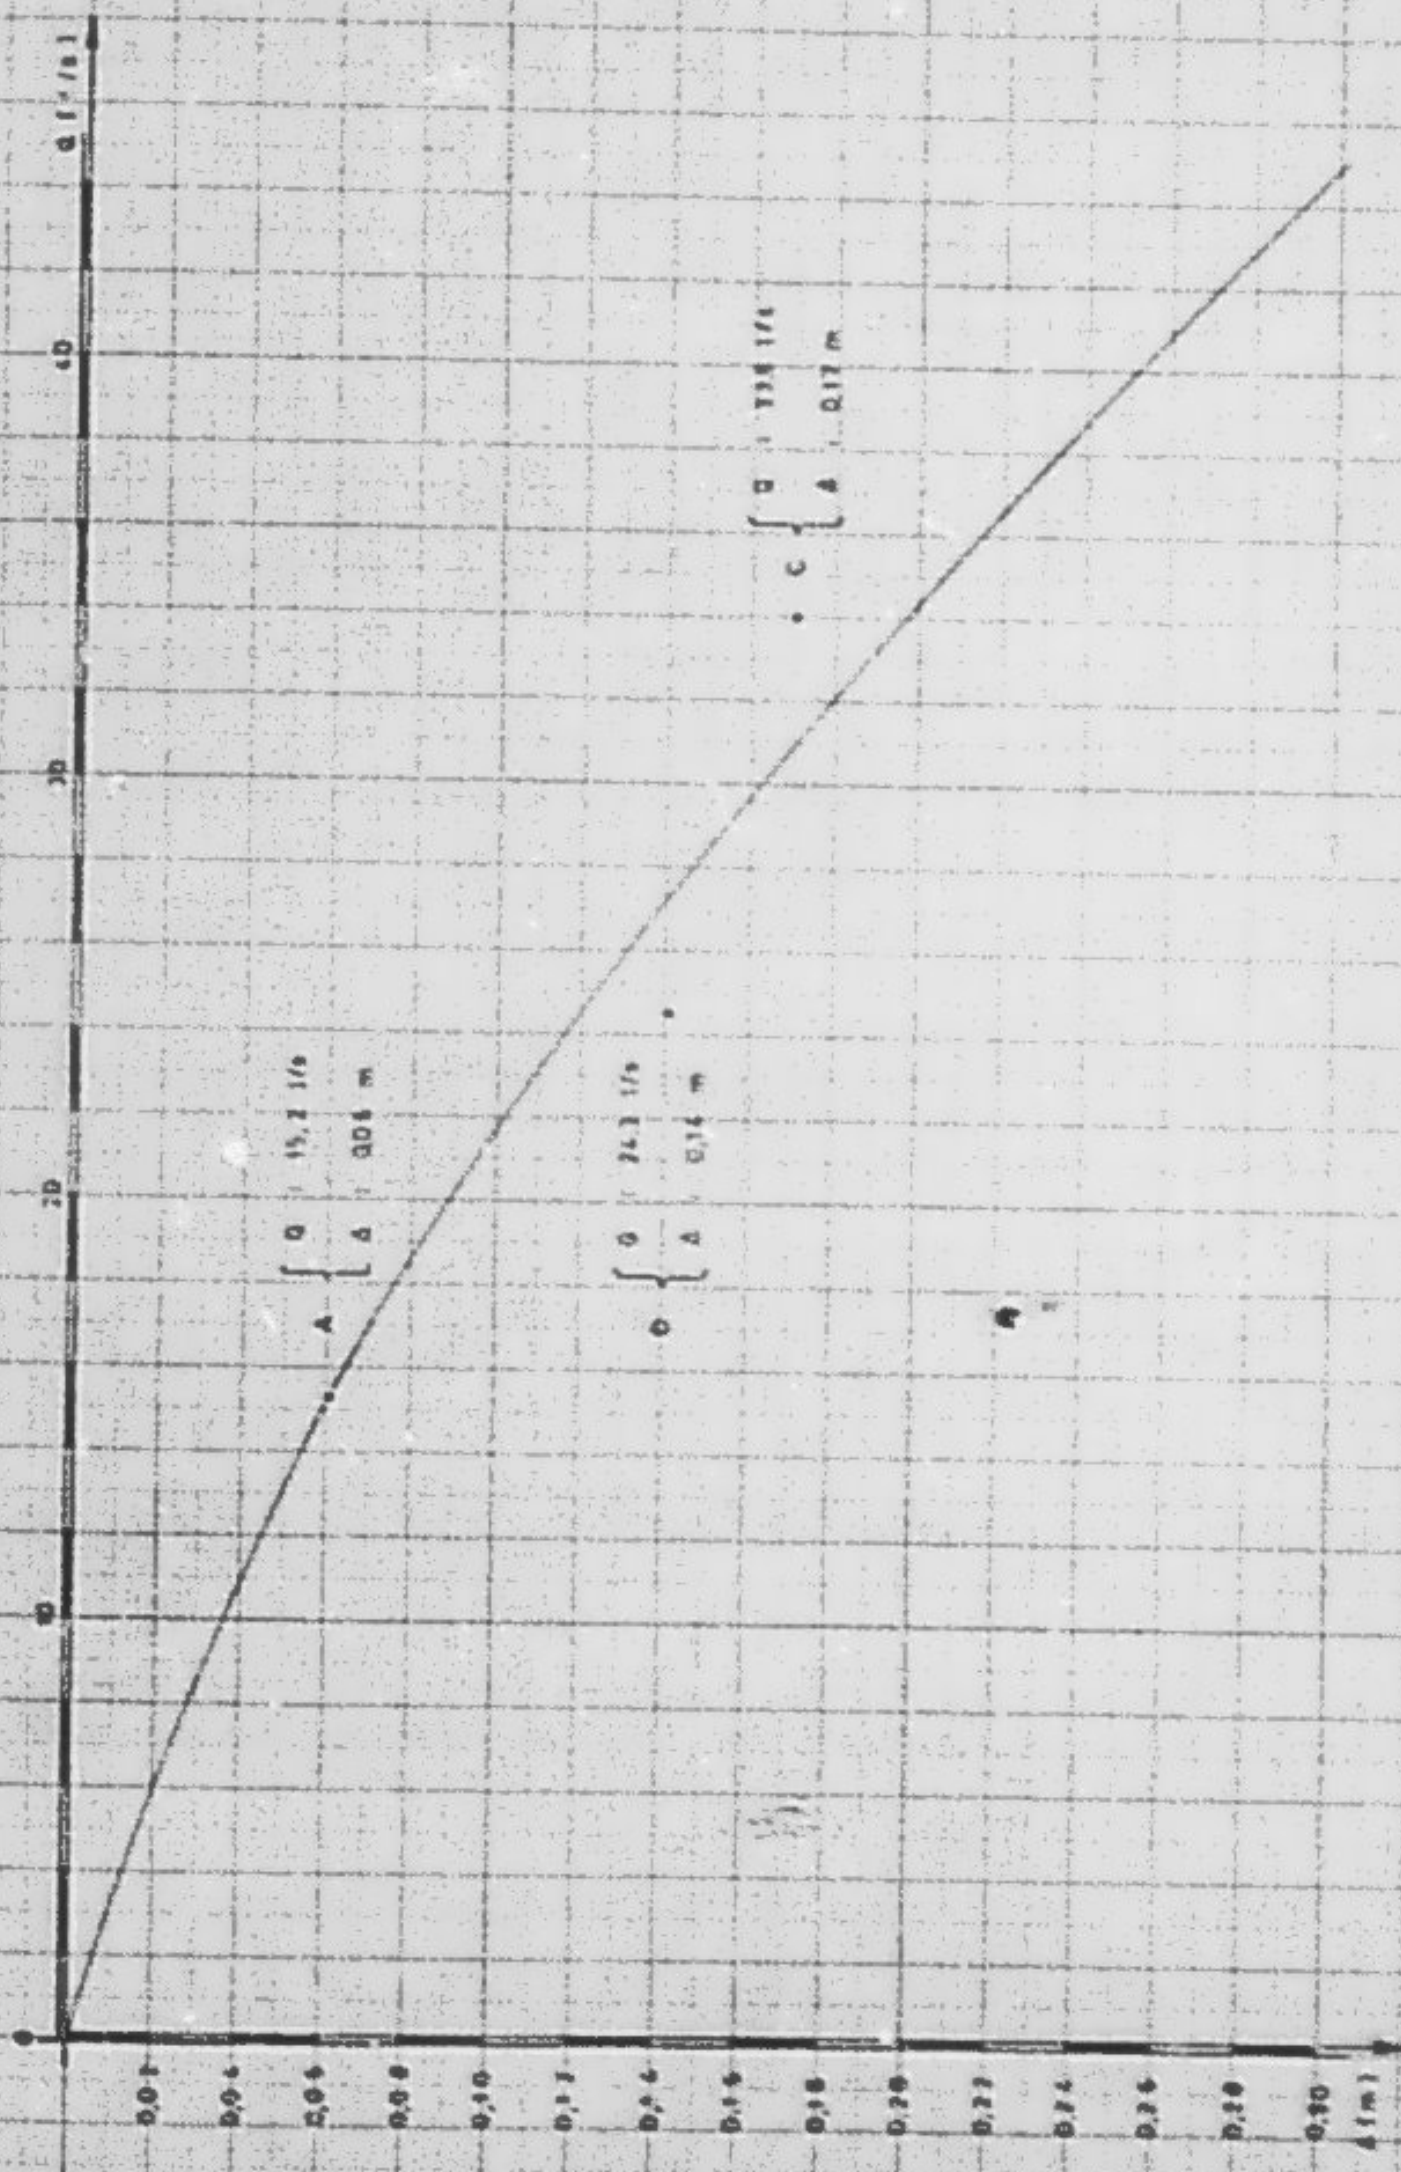 Q (l/s)
40
30
20
10
0
A { Q : 15,2 l/s
Δ : 0,06 m
D { Q : 24,3 l/s
Δ : 0,14 m
C { Q : l/s
Δ : 0,17 m
0,02
0,04
0,06
0,08
0,10
0,12
0,14
0,16
0,18
0,20
0,22
0,24
0,26
0,28
0,30
Δ (m)